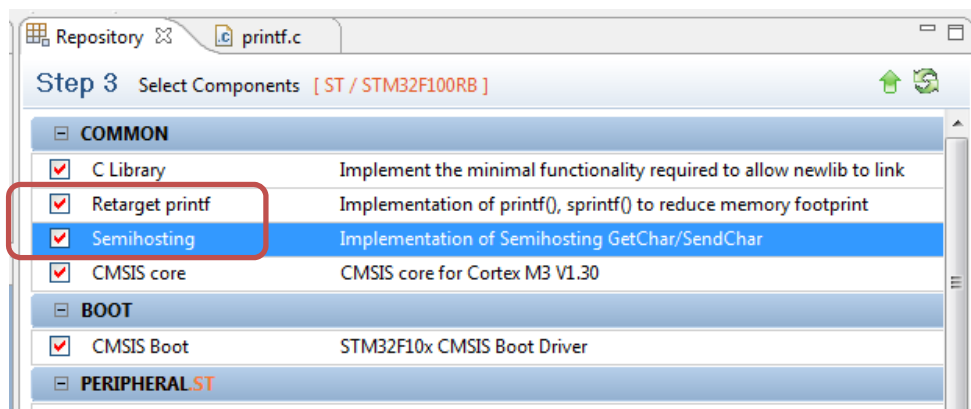 Repository printf.c
Step 3 Select Components [ ST / STM32F100RB ]
COMMON
C Library Implement the minimal functionality required to allow newlib to link
Retarget printf Implementation of printf(), sprintf() to reduce memory footprint
Semihosting Implementation of Semihosting GetChar/SendChar
CMSIS core CMSIS core for Cortex M3 V1.30
BOOT
CMSIS Boot STM32F10x CMSIS Boot Driver
PERIPHERAL.ST